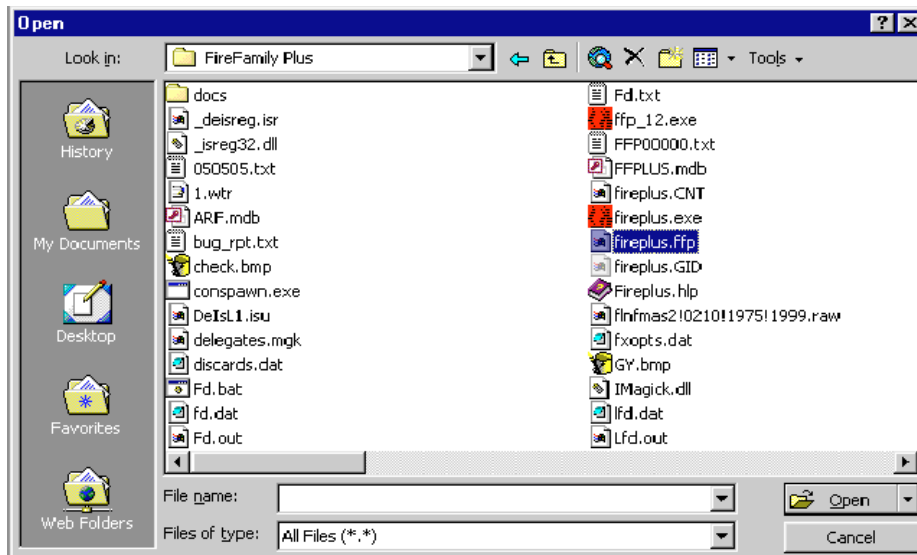 Open
Look in:
FireFamily Plus
Tools
History
My Documents
Desktop
Favorites
Web Folders
docs
_deisreg.isr
_isreg32.dll
050505.txt
1.wtr
ARF.mdb
bug_rpt.txt
check.bmp
conspawn.exe
DeIsL1.isu
delegates.mgk
discards.dat
Fd.bat
fd.dat
Fd.out
Fd.txt
ffp_12.exe
FFP00000.txt
FFPLUS.mdb
fireplus.CNT
fireplus.exe
fireplus.ffp
fireplus.GID
Fireplus.hlp
flnfmas2!0210!1975!1999.raw
fxopts.dat
GY.bmp
IMagick.dll
lfd.dat
Lfd.out
File name:
Open
Files of type:
All Files (*.*)
Cancel